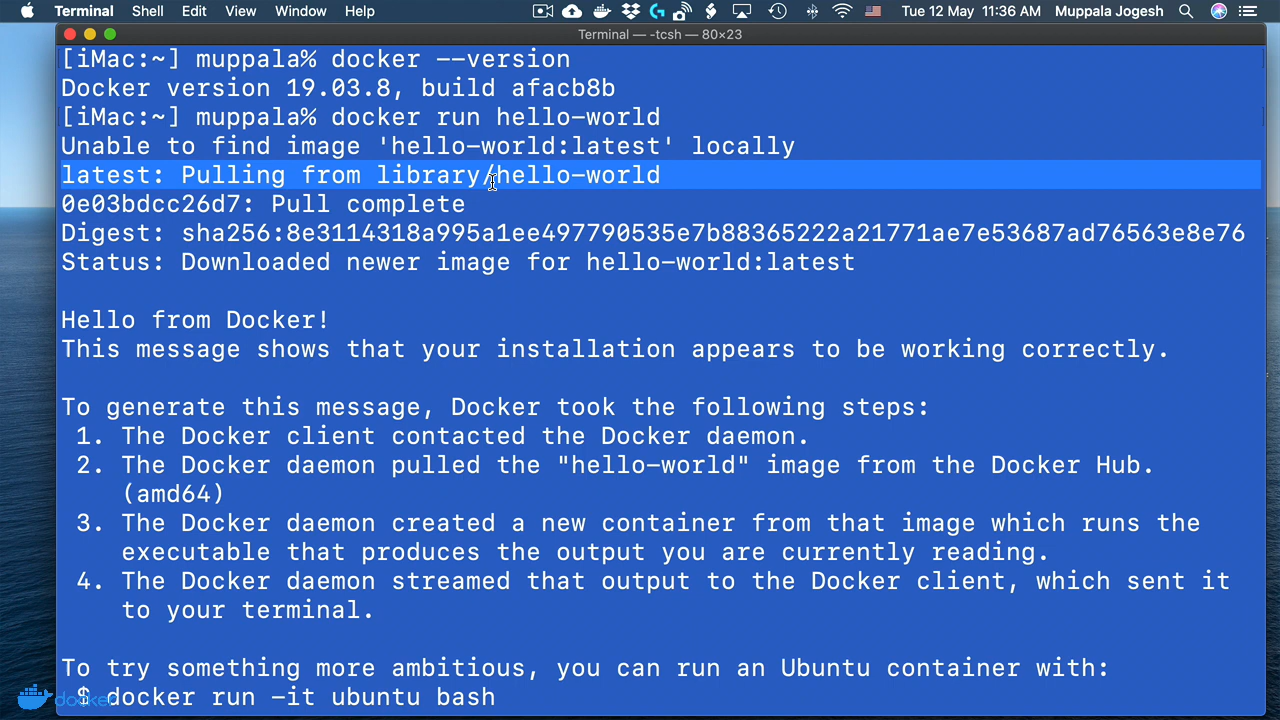 Terminal Shell Edit View Window Help Tue 12 May 11:36 AM Muppala Jogesh
Terminal — -tcsh — 80×23
[iMac:~] muppala% docker --version
Docker version 19.03.8, build afacb8b
[iMac:~] muppala% docker run hello-world
Unable to find image 'hello-world:latest' locally
latest: Pulling from library/hello-world
0e03bdcc26d7: Pull complete
Digest: sha256:8e3114318a995a1ee497790535e7b88365222a21771ae7e53687ad76563e8e76
Status: Downloaded newer image for hello-world:latest
Hello from Docker!
This message shows that your installation appears to be working correctly.
To generate this message, Docker took the following steps:
1. The Docker client contacted the Docker daemon.
2. The Docker daemon pulled the "hello-world" image from the Docker Hub.
(amd64)
3. The Docker daemon created a new container from that image which runs the
executable that produces the output you are currently reading.
4. The Docker daemon streamed that output to the Docker client, which sent it
to your terminal.
To try something more ambitious, you can run an Ubuntu container with:
$ docker run -it ubuntu bash
docker